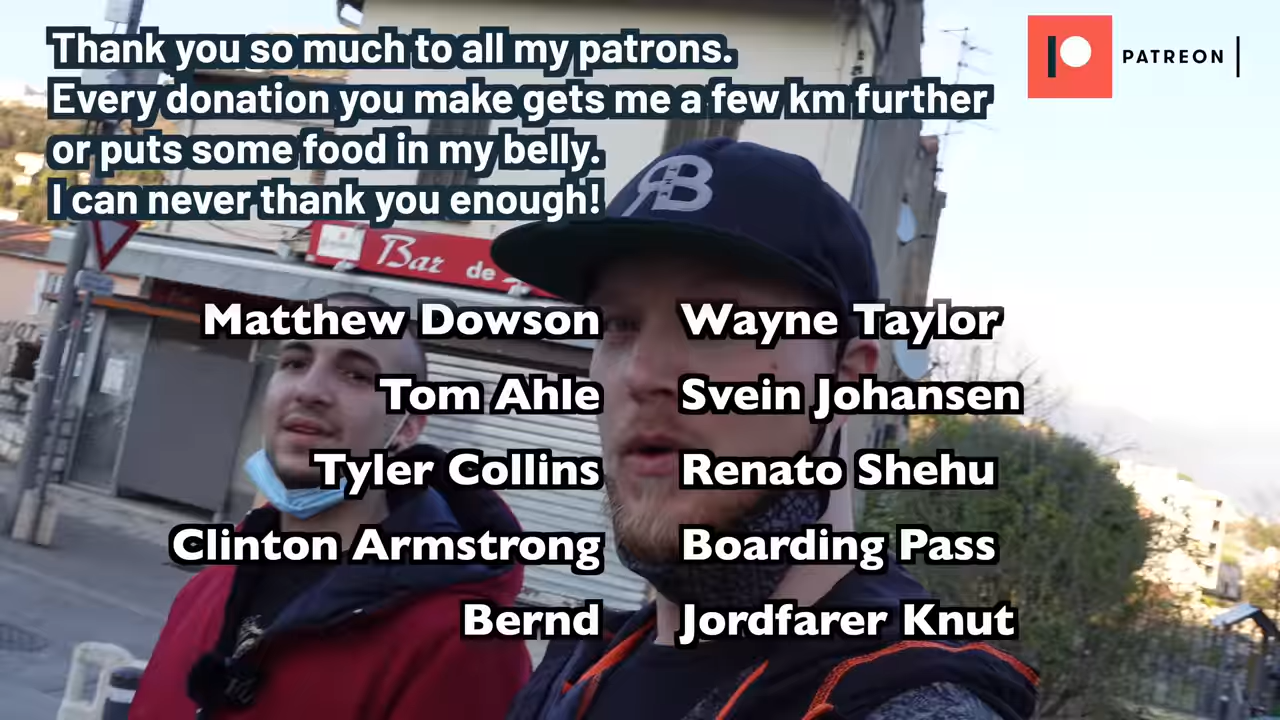 Thank you so much to all my patrons.
Every donation you make gets me a few km further
or puts some food in my belly.
I can never thank you enough!
PATREON
RB
Bar de
Matthew Dowson
Wayne Taylor
Tom Ahle
Svein Johansen
Tyler Collins
Renato Shehu
Clinton Armstrong
Boarding Pass
Bernd
Jordfarer Knut